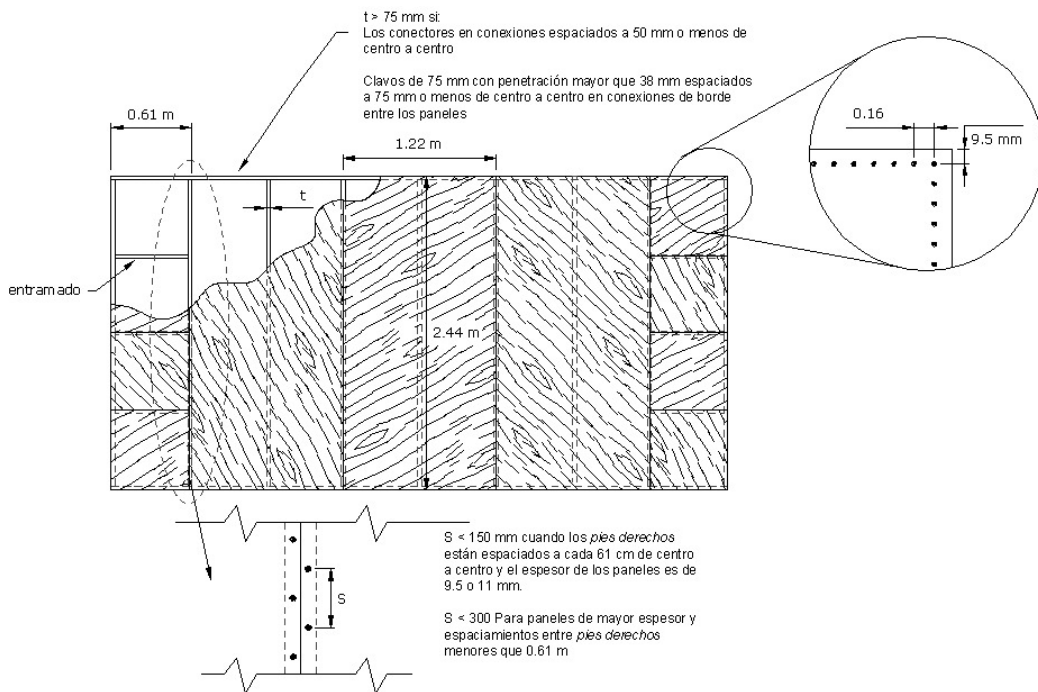 t > 75 mm si:
Los conectores en conexiones espaciados a 50 mm o menos de
centro a centro
Clavos de 75 mm con penetración mayor que 38 mm espaciados
a 75 mm o menos de centro a centro en conexiones de borde
entre los paneles
0.61 m
1.22 m
0.16
9.5 mm
t
entramado
2.44 m
S < 150 mm cuando los pies derechos
están espaciados a cada 61 cm de centro
a centro y el espesor de los paneles es de
9.5 o 11 mm.
S
S < 300 Para paneles de mayor espesor y
espaciamientos entre pies derechos
menores que 0.61 m